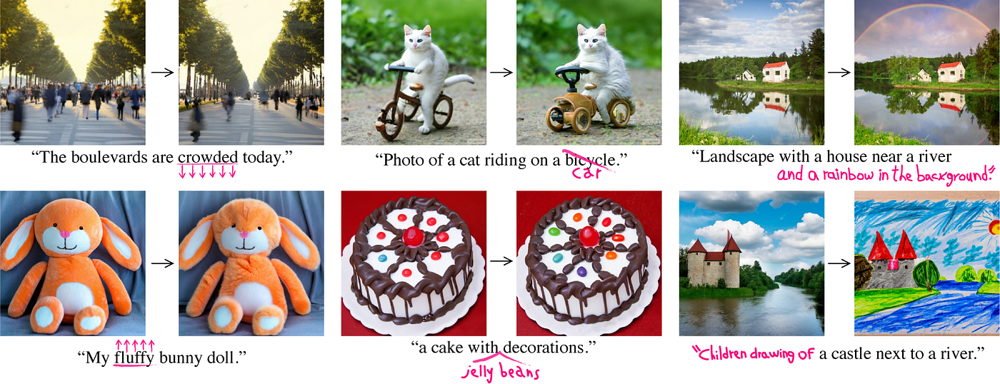 “The boulevards are crowded today.”
“Photo of a cat riding on a bicycle.”
car
“Landscape with a house near a river
and a rainbow in the background.”
“My fluffy bunny doll.”
“a cake with decorations.”
jelly beans
“Children drawing of a castle next to a river.”